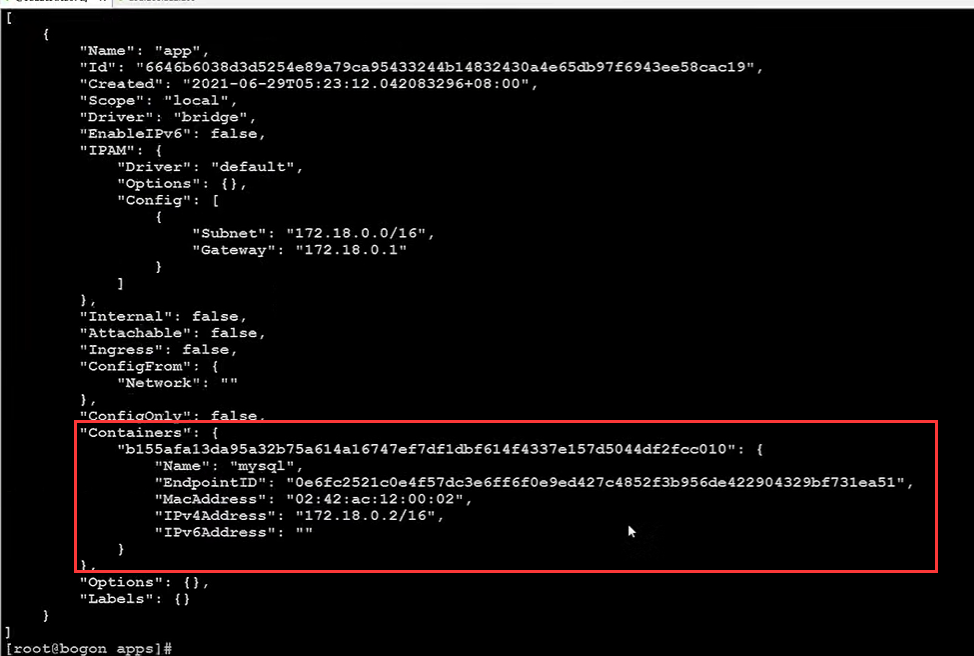 [
    {
        "Name": "app",
        "Id": "6646b6038d3d5254e89a79ca95433244b14832430a4e65db97f6943ee58cac19",
        "Created": "2021-06-29T05:23:12.042083296+08:00",
        "Scope": "local",
        "Driver": "bridge",
        "EnableIPv6": false,
        "IPAM": {
            "Driver": "default",
            "Options": {},
            "Config": [
                {
                    "Subnet": "172.18.0.0/16",
                    "Gateway": "172.18.0.1"
                }
            ]
        },
        "Internal": false,
        "Attachable": false,
        "Ingress": false,
        "ConfigFrom": {
            "Network": ""
        },
        "ConfigOnly": false,
        "Containers": {
            "b155afa13da95a32b75a614a16747ef7df1dbf614f4337e157d5044df2fcc010": {
                "Name": "mysql",
                "EndpointID": "0e6fc2521c0e4f57dc3e6ff6f0e9ed427c4852f3b956de422904329bf731ea51",
                "MacAddress": "02:42:ac:12:00:02",
                "IPv4Address": "172.18.0.2/16",
                "IPv6Address": ""
            }
        },
        "Options": {},
        "Labels": {}
    }
]
[root@bogon apps]#